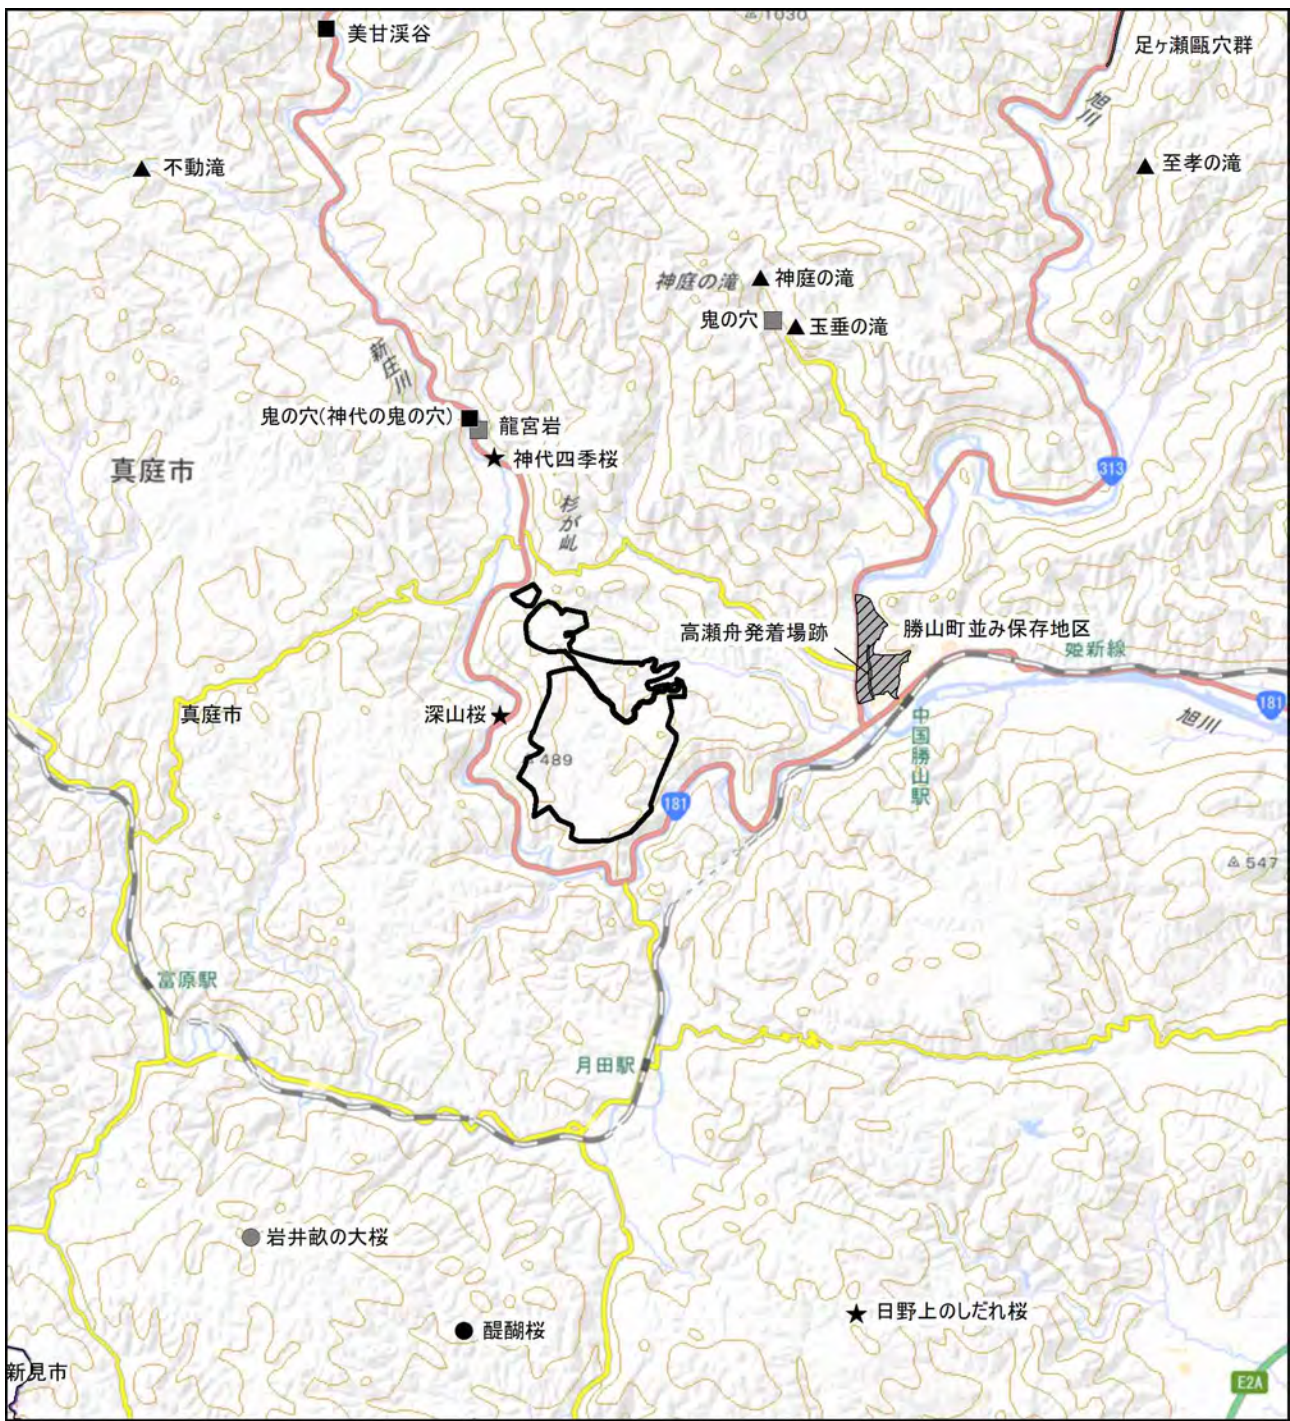 1030
美甘渓谷
足ヶ瀬甌穴群
旭川
不動滝
至孝の滝
神庭の滝
神庭の滝
鬼の穴
玉垂の滝
新庄川
鬼の穴(神代の鬼の穴)
龍宮岩
神代四季桜
真庭市
313
杉が乢
高瀬舟発着場跡
勝山町並み保存地区
姫新線
真庭市
深山桜
181
旭川
中国勝山駅
489
181
547
富原駅
月田駅
岩井畝の大桜
日野上のしだれ桜
醍醐桜
新見市
E2A